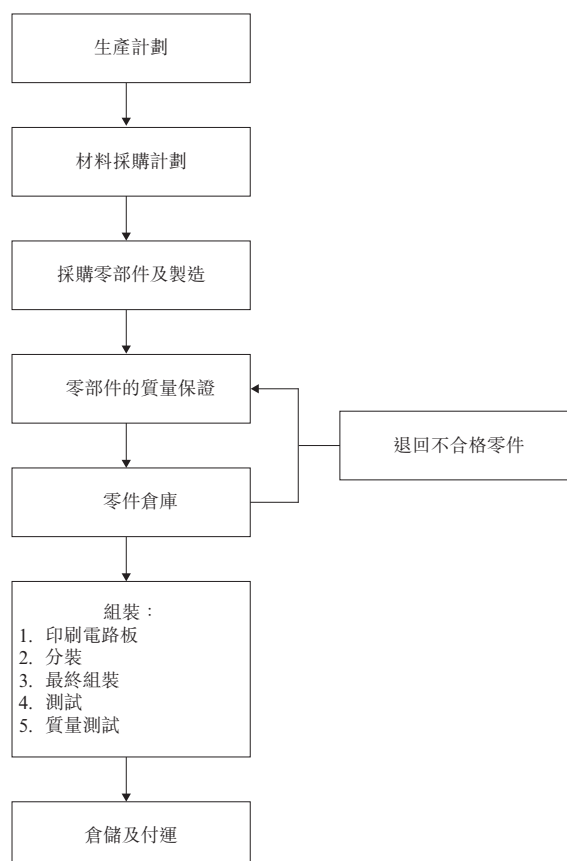 生產計劃
材料採購計劃
採購零部件及製造
零部件的質量保證
退回不合格零件
零件倉庫
組裝：
1. 印刷電路板
2. 分裝
3. 最終組裝
4. 測試
5. 質量測試
倉儲及付運